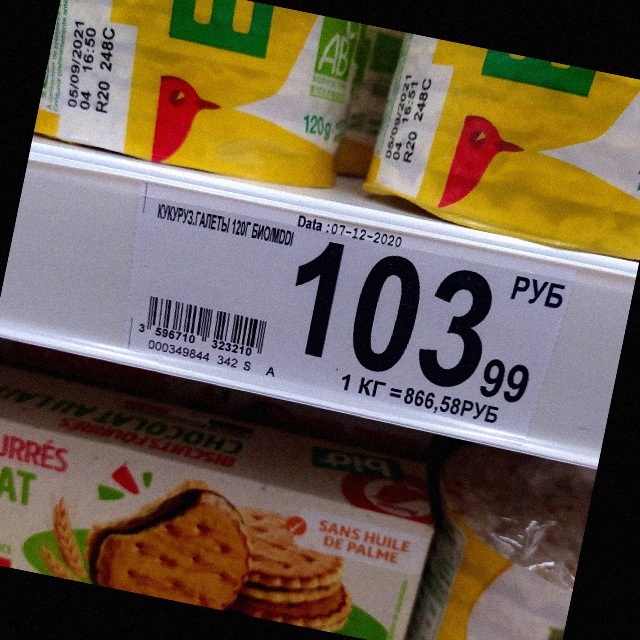 05/09/2021
04 16:50
R20 248C
AB
120g
05/09/2021
04 16:51
R20 248C
КУКУРУЗ.ГАЛЕТЫ 120Г БИО/MDDI
Data :07-12-2020
103
99
РУБ
3 596710 323210
000349844 342 S A
1 КГ =866,58РУБ
BISCUITS FOURRÉS
CHOCOLAT AU LAIT
bio
URRÉS
AT
SANS HUILE
DE PALME